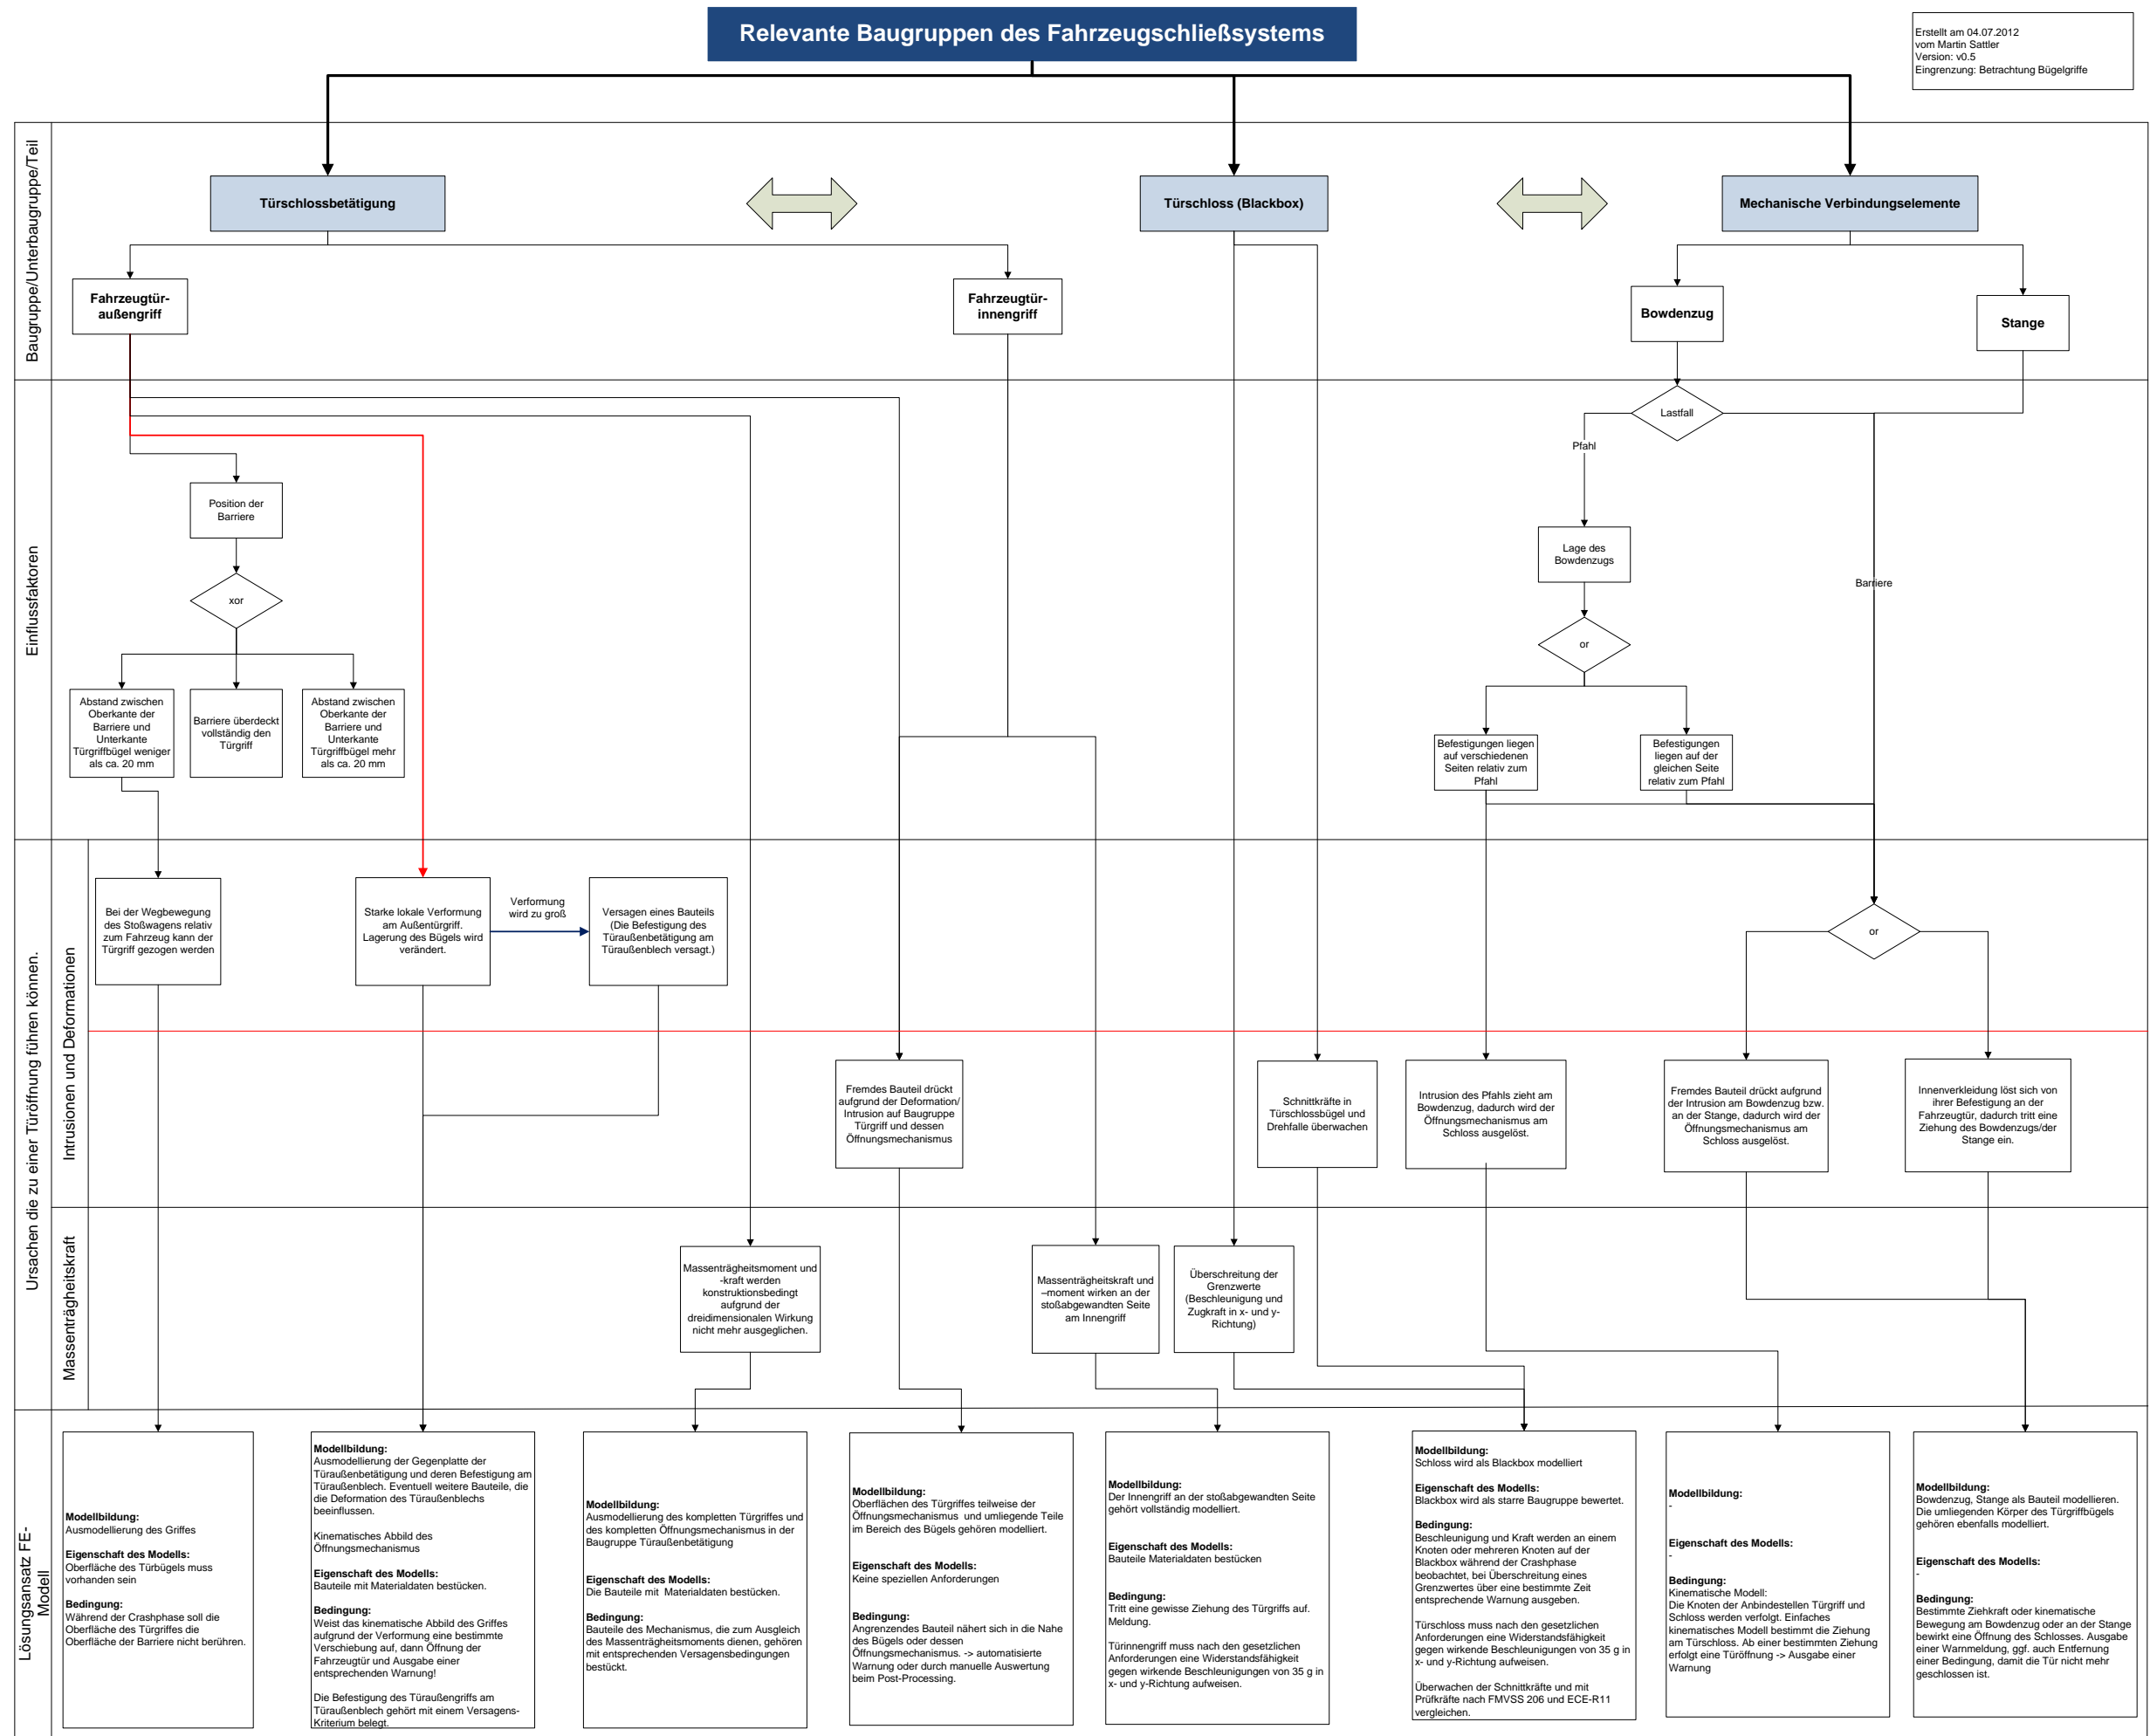 Relevante Baugruppen des Fahrzeugschließsystems
Erstellt am 04.07.2012
vom Martin Sattler
Version: v0.5
Eingrenzung: Betrachtung Bügelgriffe
Baugruppe/Unterbaugruppe/Teil
Türschlossbetätigung
Türschloss (Blackbox)
Mechanische Verbindungselemente
Fahrzeugtür-
außengriff
Fahrzeugtür-
innengriff
Bowdenzug
Stange
Einflussfaktoren
Lastfall
Pfahl
Barriere
Position der
Barriere
xor
Lage des
Bowdenzugs
or
Abstand zwischen
Oberkante der
Barriere und
Unterkante
Türgriffbügel weniger
als ca. 20 mm
Barriere überdeckt
vollständig den
Türgriff
Abstand zwischen
Oberkante der
Barriere und
Unterkante
Türgriffbügel mehr
als ca. 20 mm
Befestigungen liegen
auf verschiedenen
Seiten relativ zum
Pfahl
Befestigungen
liegen auf der
gleichen Seite
relativ zum Pfahl
Ursachen die zu einer Türöffnung führen können.
Intrusionen und Deformationen
Bei der Wegbewegung
des Stoßwagens relativ
zum Fahrzeug kann der
Türgriff gezogen werden
Starke lokale Verformung
am Außentürgriff.
Lagerung des Bügels wird
verändert.
Verformung
wird zu groß
Versagen eines Bauteils
(Die Befestigung des
Türaußenbetätigung am
Türaußenblech versagt.)
or
Fremdes Bauteil drückt
aufgrund der Deformation/
Intrusion auf Baugruppe
Türgriff und dessen
Öffnungsmechanismus
Schnittkräfte in
Türschlossbügel und
Drehfalle überwachen
Intrusion des Pfahls zieht am
Bowdenzug, dadurch wird der
Öffnungsmechanismus am
Schloss ausgelöst.
Fremdes Bauteil drückt aufgrund
der Intrusion am Bowdenzug bzw.
an der Stange, dadurch wird der
Öffnungsmechanismus am
Schloss ausgelöst.
Innenverkleidung löst sich von
ihrer Befestigung an der
Fahrzeugtür, dadurch tritt eine
Ziehung des Bowdenzugs/der
Stange ein.
Massenträgheitskraft
Massenträgheitsmoment und
-kraft werden
konstruktionsbedingt
aufgrund der
dreidimensionalen Wirkung
nicht mehr ausgeglichen.
Massenträgheitskraft und
–moment wirken an der
stoßabgewandten Seite
am Innengriff
Überschreitung der
Grenzwerte
(Beschleunigung und
Zugkraft in x- und y-
Richtung)
Lösungsansatz FE-
Modell
Modellbildung:
Ausmodellierung des Griffes
Eigenschaft des Modells:
Oberfläche des Türbügels muss
vorhanden sein
Bedingung:
Während der Crashphase soll die
Oberfläche des Türgriffes die
Oberfläche der Barriere nicht berühren.
Modellbildung:
Ausmodellierung der Gegenplatte der
Türaußenbetätigung und deren Befestigung am
Türaußenblech. Eventuell weitere Bauteile, die
die Deformation des Türaußenblechs
beeinflussen.
Kinematisches Abbild des
Öffnungsmechanismus
Eigenschaft des Modells:
Bauteile mit Materialdaten bestücken.
Bedingung:
Weist das kinematische Abbild des Griffes
aufgrund der Verformung eine bestimmte
Verschiebung auf, dann Öffnung der
Fahrzeugtür und Ausgabe einer
entsprechenden Warnung!
Die Befestigung des Türaußengriffs am
Türaußenblech gehört mit einem Versagens-
Kriterium belegt.
Modellbildung:
Ausmodellierung des kompletten Türgriffes und
des kompletten Öffnungsmechanismus in der
Baugruppe Türaußenbetätigung
Eigenschaft des Modells:
Die Bauteile mit  Materialdaten bestücken.
Bedingung:
Bauteile des Mechanismus, die zum Ausgleich
des Massenträgheitsmoments dienen, gehören
mit entsprechenden Versagensbedingungen
bestückt.
Modellbildung:
Oberflächen des Türgriffes teilweise der
Öffnungsmechanismus  und umliegende Teile
im Bereich des Bügels gehören modelliert.
Eigenschaft des Modells:
Keine speziellen Anforderungen
Bedingung:
Angrenzendes Bauteil nähert sich in die Nahe
des Bügels oder dessen
Öffnungsmechanismus. -> automatisierte
Warnung oder durch manuelle Auswertung
beim Post-Processing.
Modellbildung:
Der Innengriff an der stoßabgewandten Seite
gehört vollständig modelliert.
Eigenschaft des Modells:
Bauteile Materialdaten bestücken
Bedingung:
Tritt eine gewisse Ziehung des Türgriffs auf.
Meldung.
Türinnengriff muss nach den gesetzlichen
Anforderungen eine Widerstandsfähigkeit
gegen wirkende Beschleunigungen von 35 g in
x- und y-Richtung aufweisen.
Modellbildung:
Schloss wird als Blackbox modelliert
Eigenschaft des Modells:
Blackbox wird als starre Baugruppe bewertet.
Bedingung:
Beschleunigung und Kraft werden an einem
Knoten oder mehreren Knoten auf der
Blackbox während der Crashphase
beobachtet, bei Überschreitung eines
Grenzwertes über eine bestimmte Zeit
entsprechende Warnung ausgeben.
Türschloss muss nach den gesetzlichen
Anforderungen eine Widerstandsfähigkeit
gegen wirkende Beschleunigungen von 35 g in
x- und y-Richtung aufweisen.
Überwachen der Schnittkräfte und mit
Prüfkräfte nach FMVSS 206 und ECE-R11
vergleichen.
Modellbildung:
-
Eigenschaft des Modells:
-
Bedingung:
Kinematische Modell:
Die Knoten der Anbindestellen Türgriff und
Schloss werden verfolgt. Einfaches
kinematisches Modell bestimmt die Ziehung
am Türschloss. Ab einer bestimmten Ziehung
erfolgt eine Türöffnung -> Ausgabe einer
Warnung
Modellbildung:
Bowdenzug, Stange als Bauteil modellieren.
Die umliegenden Körper des Türgriffbügels
gehören ebenfalls modelliert.
Eigenschaft des Modells:
-
Bedingung:
Bestimmte Ziehkraft oder kinematische
Bewegung am Bowdenzug oder an der Stange
bewirkt eine Öffnung des Schlosses. Ausgabe
einer Warnmeldung, ggf. auch Entfernung
einer Bedingung, damit die Tür nicht mehr
geschlossen ist.